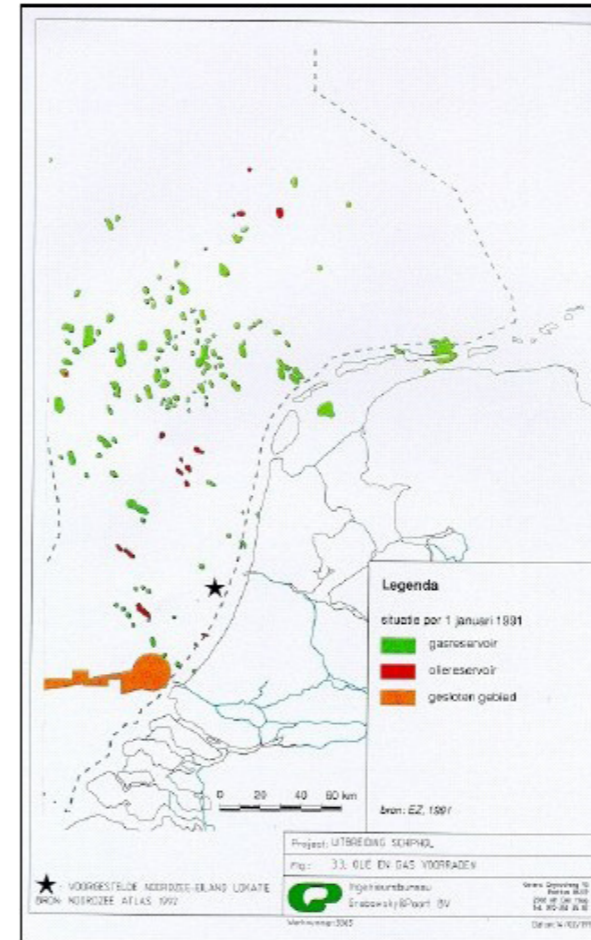 Legenda
situatie per 1 januari 1991
gasreservoir
oliereservoir
gesloten gebied
0 20 40 60 km
bron: EZ, 1991
Project: UITBREIDING SCHIPHOL
Fig.: 3.3. OLIE EN GAS VOORRADEN
★ : VOORGESTELDE NOORDZEE-EILAND LOKATIE
BRON: NOORDZEE ATLAS 1992
Ingenieursbureau
Grabowsky&Poort BV